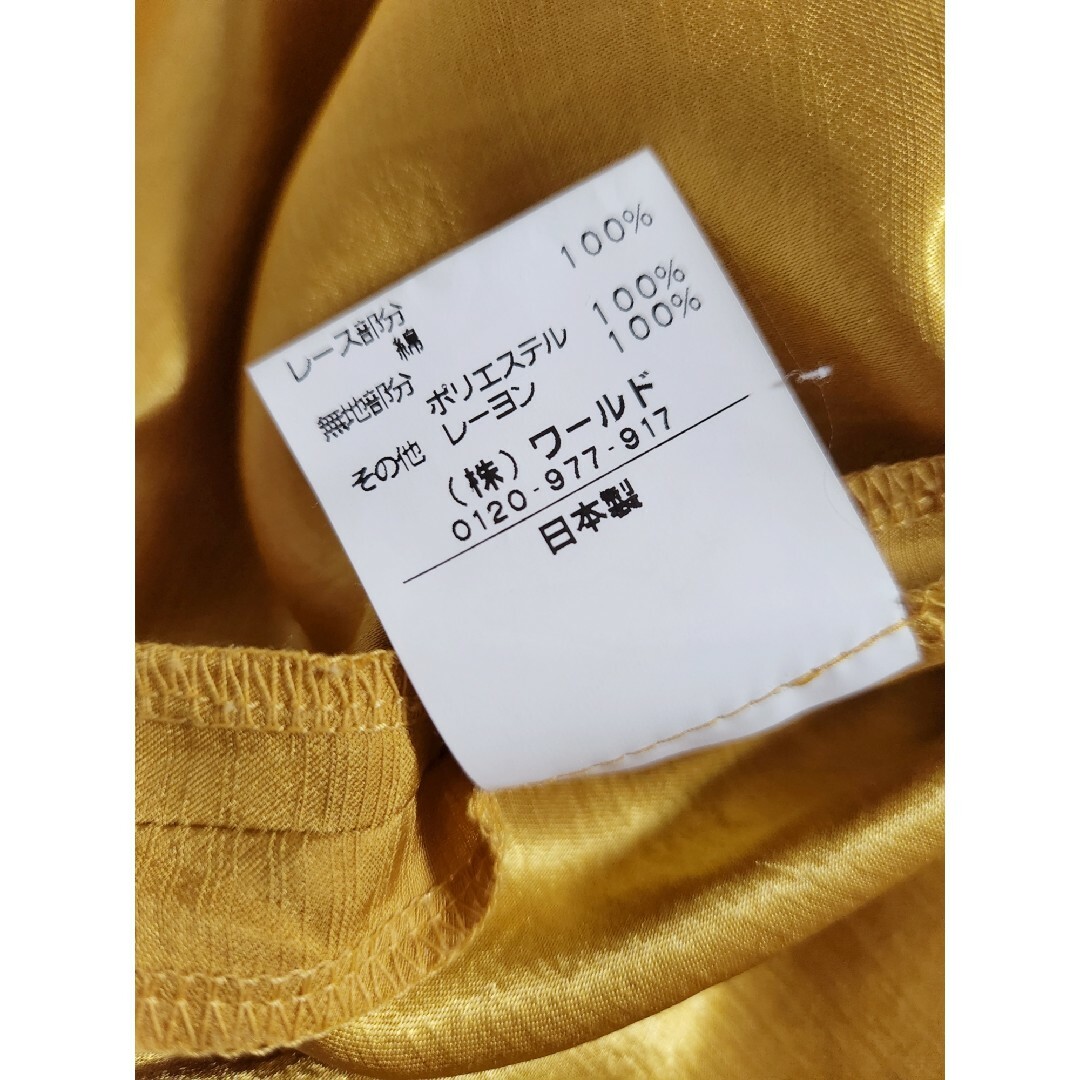 レース部分
綿 100%
無地部分 ポリエステル 100%
その他 レーヨン 100%
(株)ワールド
0120-977-917
日本製